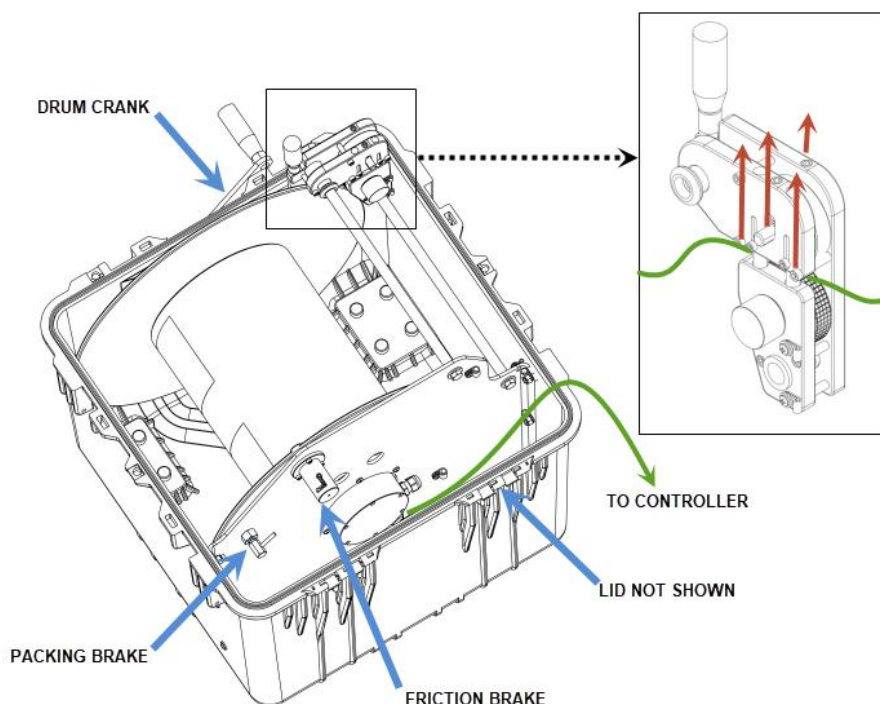 DRUM CRANK
TO CONTROLLER
LID NOT SHOWN
PACKING BRAKE
FRICTION BRAKE